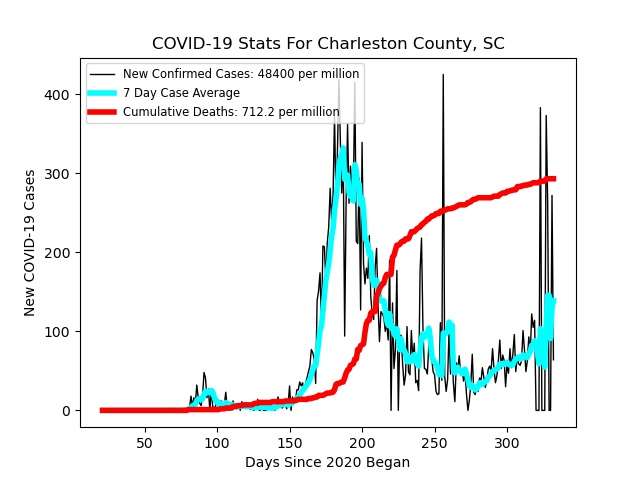 COVID-19 Stats For Charleston County, SC
New Confirmed Cases: 48400 per million
7 Day Case Average
Cumulative Deaths: 712.2 per million
New COVID-19 Cases
400
300
200
100
0
50 100 150 200 250 300
Days Since 2020 Began